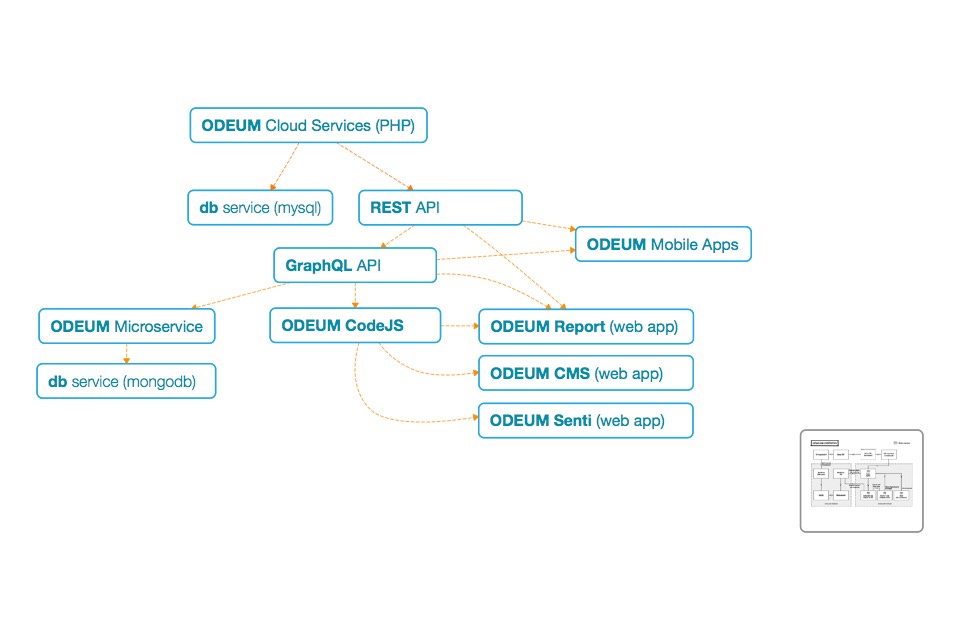 ODEUM Cloud Services (PHP)
db service (mysql)
REST API
ODEUM Mobile Apps
GraphQL API
ODEUM Microservice
ODEUM CodeJS
ODEUM Report (web app)
db service (mongodb)
ODEUM CMS (web app)
ODEUM Senti (web app)